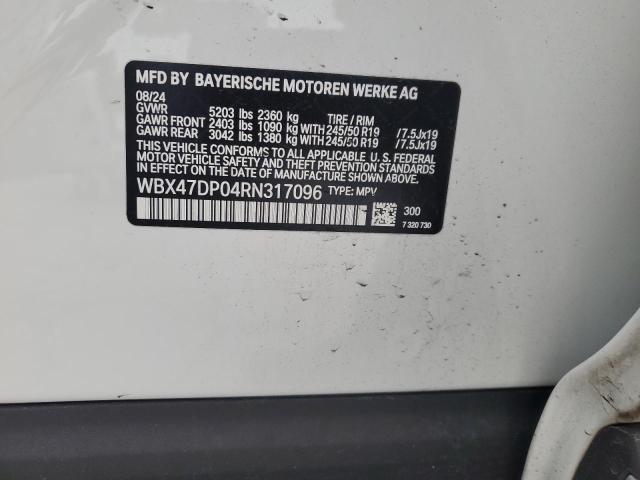 MFD BY BAYERISCHE MOTOREN WERKE AG
08/24
GVWR 5203 lbs 2360 kg TIRE / RIM
GAWR FRONT 2403 lbs 1090 kg WITH 245/50 R19 /7.5Jx19
GAWR REAR 3042 lbs 1380 kg WITH 245/50 R19 /7.5Jx19
THIS VEHICLE CONFORMS TO ALL APPLICABLE U. S. FEDERAL
MOTOR VEHICLE SAFETY, BUMPER, AND THEFT PREVENTION
STANDARDS IN EFFECT ON THE DATE OF MANUFACTURE SHOWN ABOVE.
WBX47DP04RN317096 TYPE: MPV
300
7 320 730